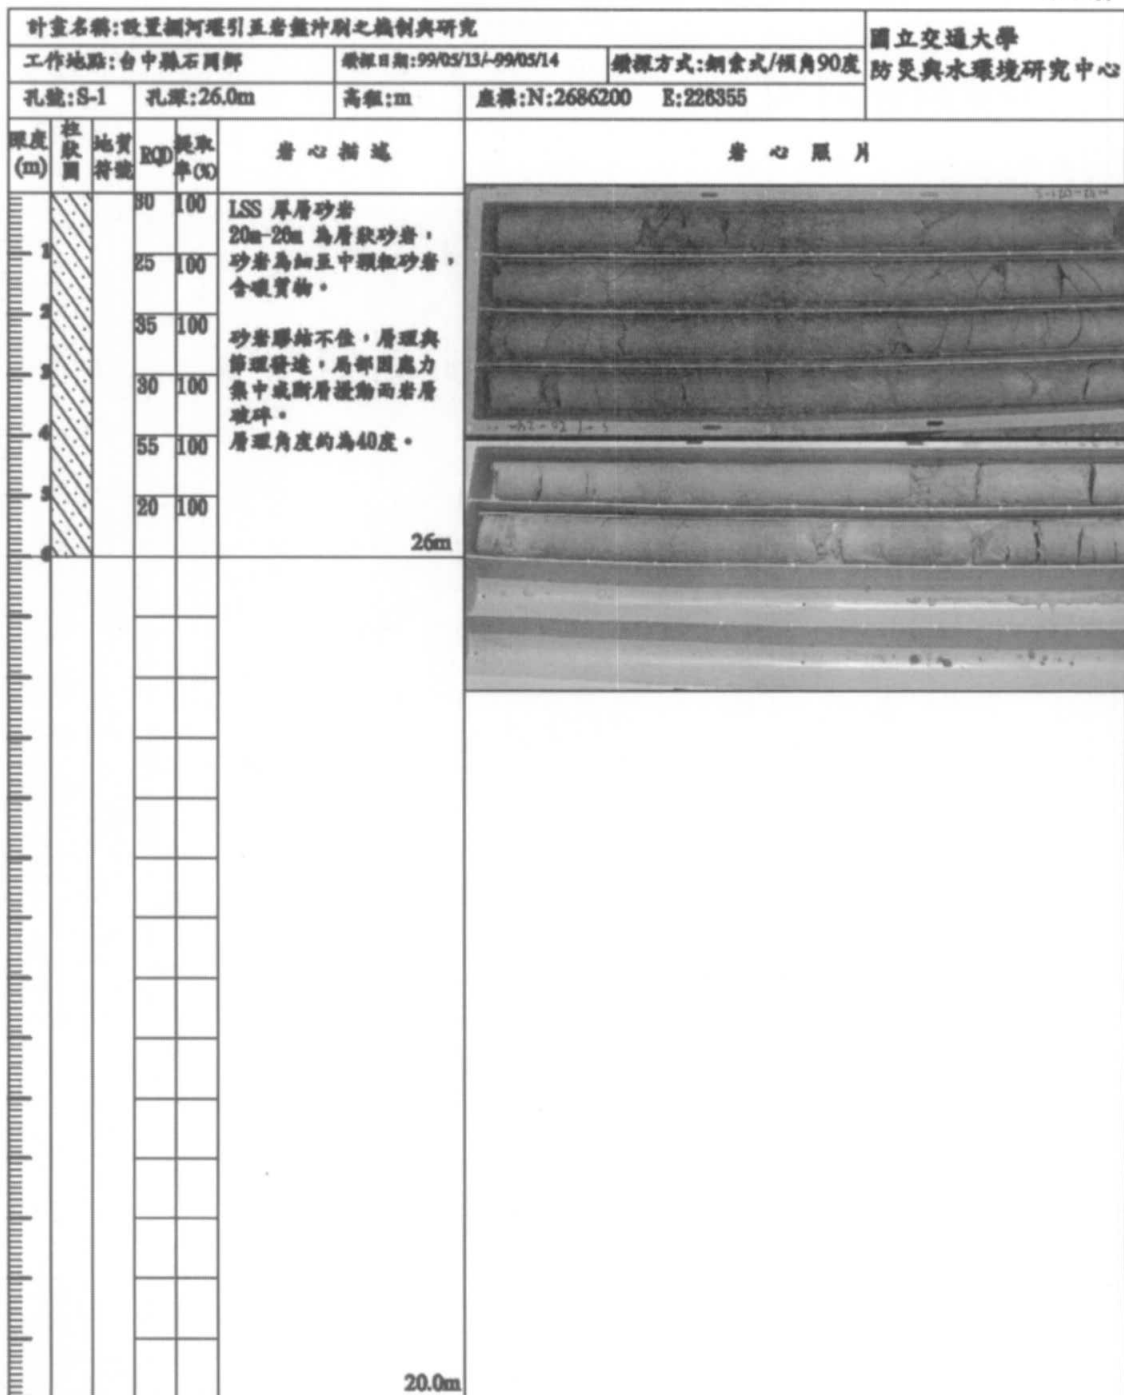 計畫名稱:設置攔河堰引至岩盤沖刷之機制與研究
國立交通大學
防災與水環境研究中心
工作地點:台中縣石岡鄉
鑽探日期:99/05/13/~99/05/14
鑽探方式:鋼索式/傾角90度
孔號:S-1
孔深:26.0m
高程:m
座標:N:2686200 E:226355
深度(m)
柱狀圖
地質符號
RQD
提取率(%)
岩心描述
岩心照片
30 100
1
25 100
2
35 100
3
30 100
4
55 100
5
20 100
6
LSS 厚層砂岩
20m-26m 為層狀砂岩，
砂岩為細至中顆粒砂岩，
含碳質物。
砂岩膠結不佳，層理與
節理發達，局部因應力
集中或斷層擾動而岩層
破碎。
層理角度約為40度。
26m
20.0m